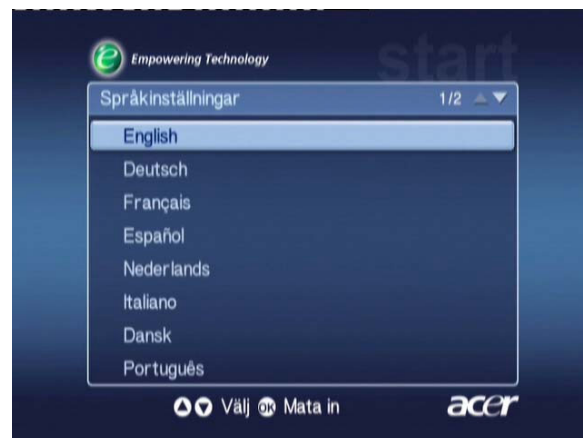 Empowering Technology
start
Språkinställningar 1/2
English
Deutsch
Français
Español
Nederlands
Italiano
Dansk
Português
Välj OK Mata in
acer